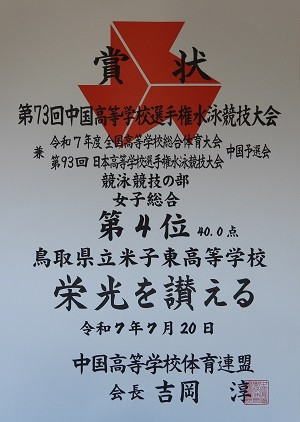 賞状
第73回中国高等学校選手権水泳競技大会
兼 令和7年度全国高等学校総合体育大会 中国予選会
第93回日本高等学校選手権水泳競技大会
競泳競技の部
女子総合
第4位 40.0点
鳥取県立米子東高等学校
栄光を讃える
令和7年7月20日
中国高等学校体育連盟
会長 吉岡 淳